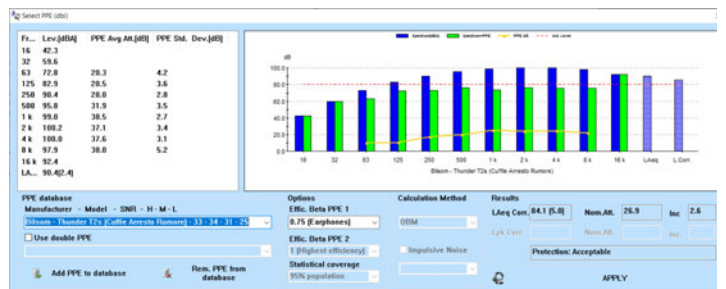 Select PPE (dbi)
Fr... Lev.[dBA] PPE Avg Att.[dB] PPE Std. Dev.[dB]
16 42.3
32 59.6
63 72.8 20.3 4.2
125 82.9 20.5 3.6
250 90.4 28.0 2.8
500 95.8 31.9 3.5
1 k 99.0 38.5 2.7
2 k 100.2 37.1 3.4
4 k 100.0 37.6 3.1
8 k 97.9 38.0 5.2
16 k 92.4
LA... 90.4[2.4]
Spectrum[dBA] Spectrum+PPE PPE Att. Act. Level
dB
100.0
80.0
60.0
40.0
20.0
0.0
16 32 63 125 250 500 1 k 2 k 4 k 8 k 16 k LAeq L.Corr.
Bilsom - Thunder T2s (Cuffie Arresto Rumore)
PPE database
Manufacturer - Model - SNR - H - M - L
Bilsom - Thunder T2s (Cuffie Arresto Rumore) - 33 - 34 - 31 - 25
Use double PPE
Add PPE to database
Rem. PPE from
database
Options
Effic. Beta PPE 1
0.75 (Earphones)
Effic. Beta PPE 2
1 (Highest efficiency)
Statistical coverage
95% population
Calculation Method
OBM
Impulsive Noise
Results
LAeq Corr. 84.1 (5.0) Nom.Att. 26.9 Inc 2.6
Lpk Corr. Nom.Att. Inc.
Protection: Acceptable
APPLY